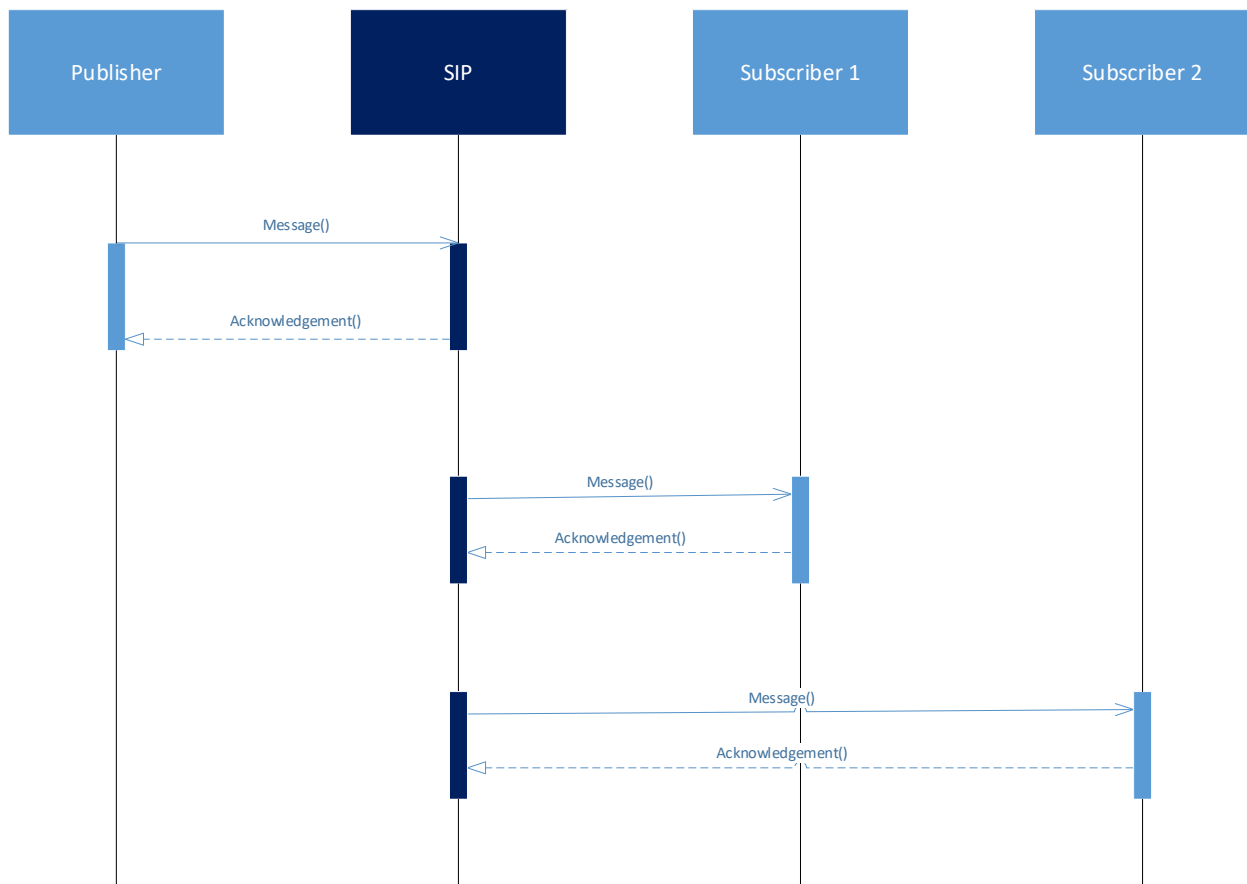 Publisher
SIP
Subscriber 1
Subscriber 2
Message()
Acknowledgement()
Message()
Acknowledgement()
Message()
Acknowledgement()